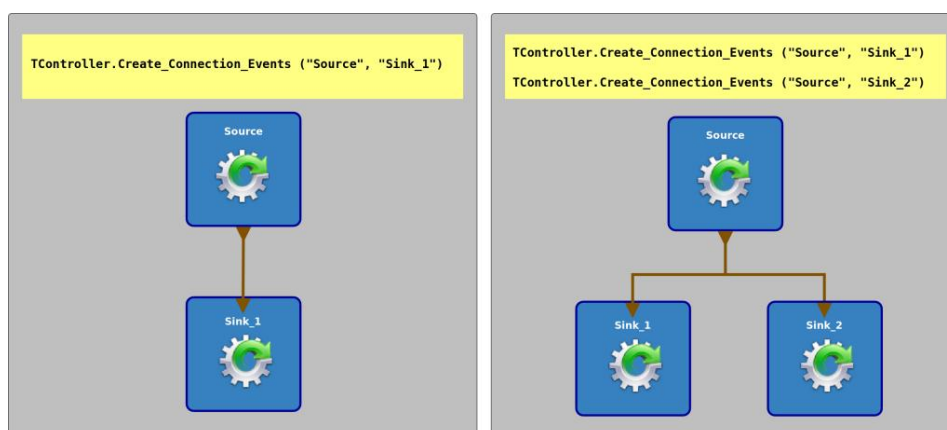 TController.Create_Connection_Events ("Source", "Sink_1")
Source
Sink_1
TController.Create_Connection_Events ("Source", "Sink_1")
TController.Create_Connection_Events ("Source", "Sink_2")
Source
Sink_1
Sink_2